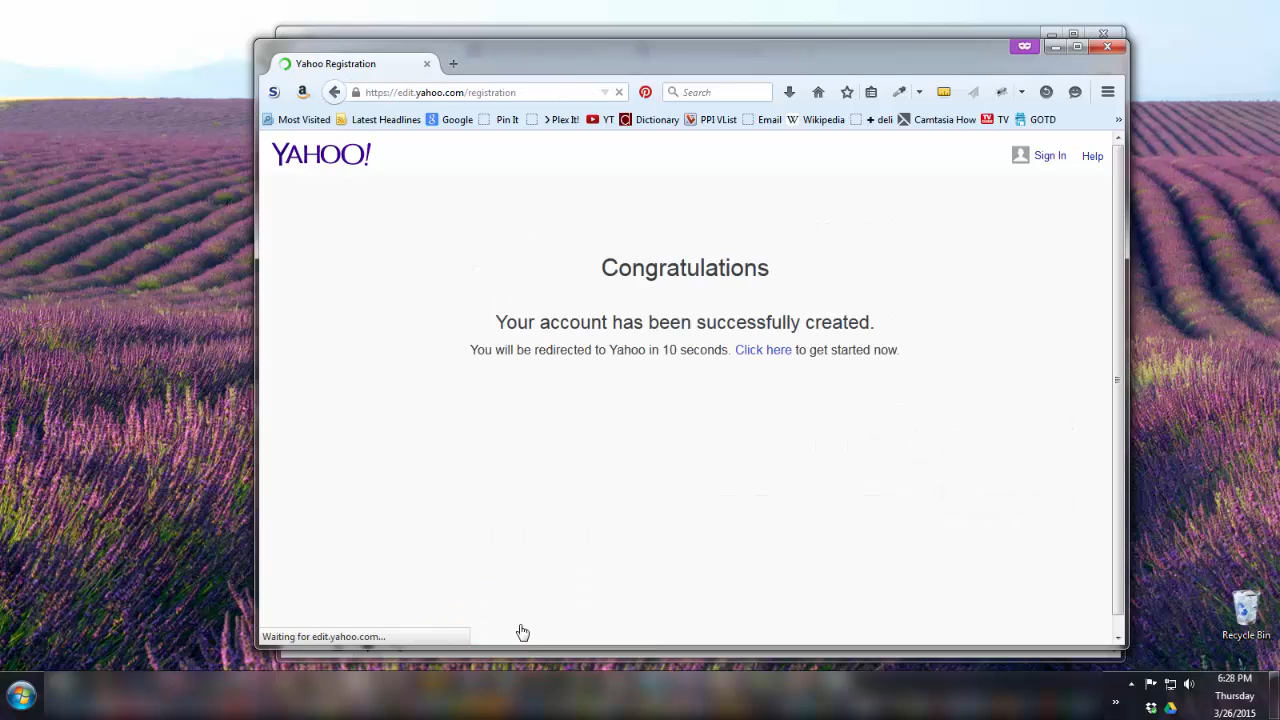 Yahoo Registration
https://edit.yahoo.com/registration
Search
Most Visited Latest Headlines Google Pin It > Plex It! YT Dictionary PPI VList Email Wikipedia + deli Camtasia How TV GOTD »
YAHOO!
Sign In Help
Congratulations
Your account has been successfully created.
You will be redirected to Yahoo in 10 seconds. Click here to get started now.
Waiting for edit.yahoo.com...
Recycle Bin
6:28 PM
Thursday
3/26/2015